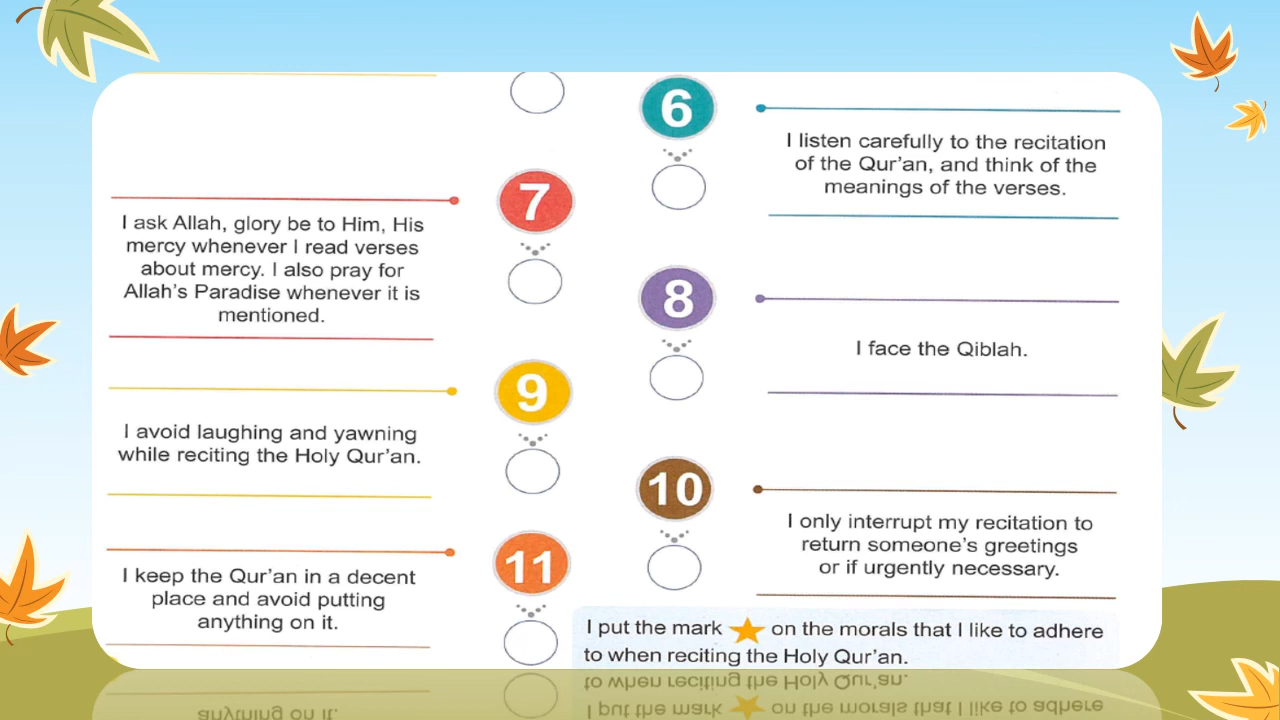 6
I listen carefully to the recitation
of the Qur'an, and think of the
meanings of the verses.
7
I ask Allah, glory be to Him, His
mercy whenever I read verses
about mercy. I also pray for
Allah's Paradise whenever it is
mentioned.
8
I face the Qiblah.
9
I avoid laughing and yawning
while reciting the Holy Qur'an.
10
I only interrupt my recitation to
return someone's greetings
or if urgently necessary.
11
I keep the Qur'an in a decent
place and avoid putting
anything on it.
I put the mark on the morals that I like to adhere
to when reciting the Holy Qur'an.